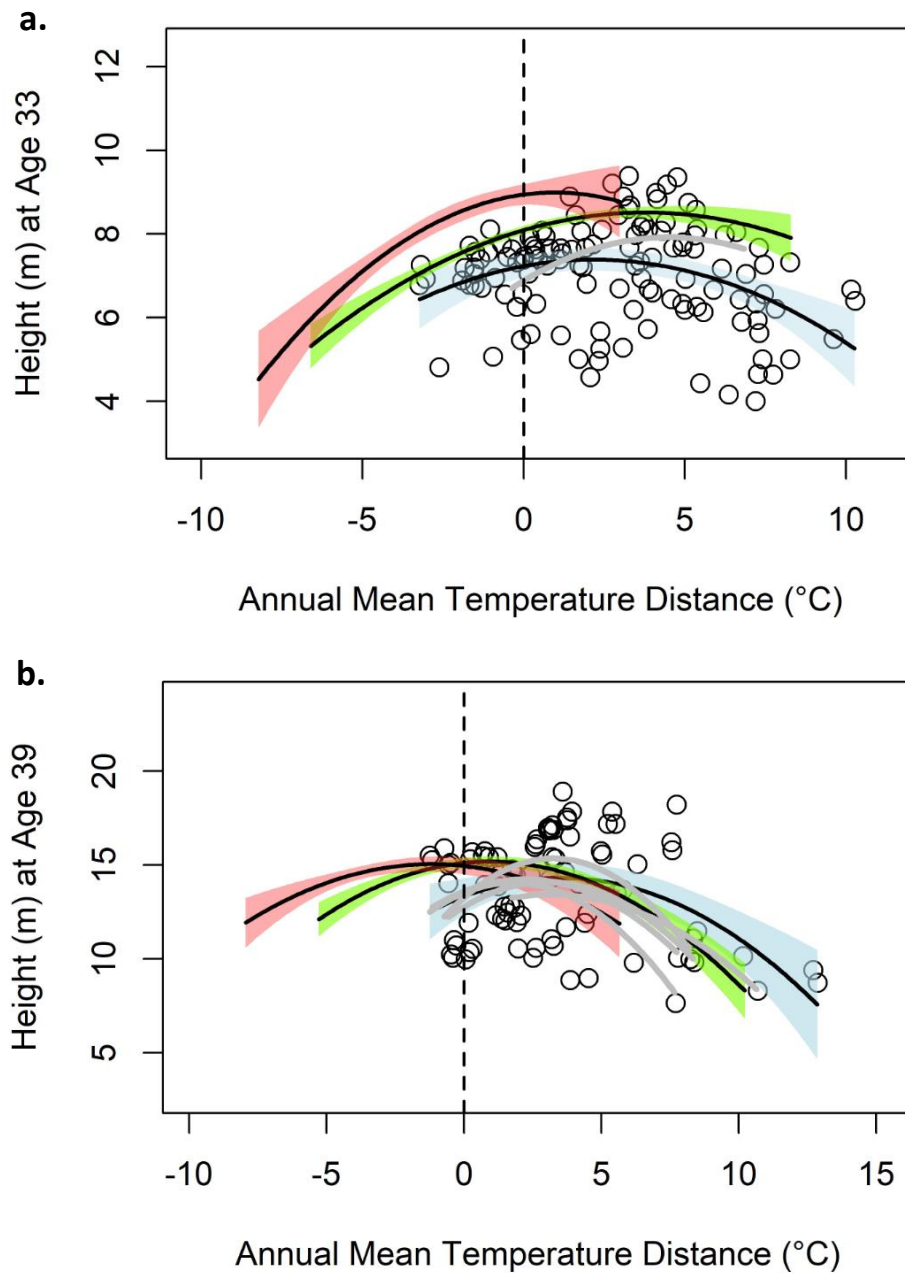 a.
Height (m) at Age 33
12
10
8
6
4
-10 -5 0 5 10
Annual Mean Temperature Distance (°C)
b.
Height (m) at Age 39
20
15
10
5
-10 -5 0 5 10 15
Annual Mean Temperature Distance (°C)